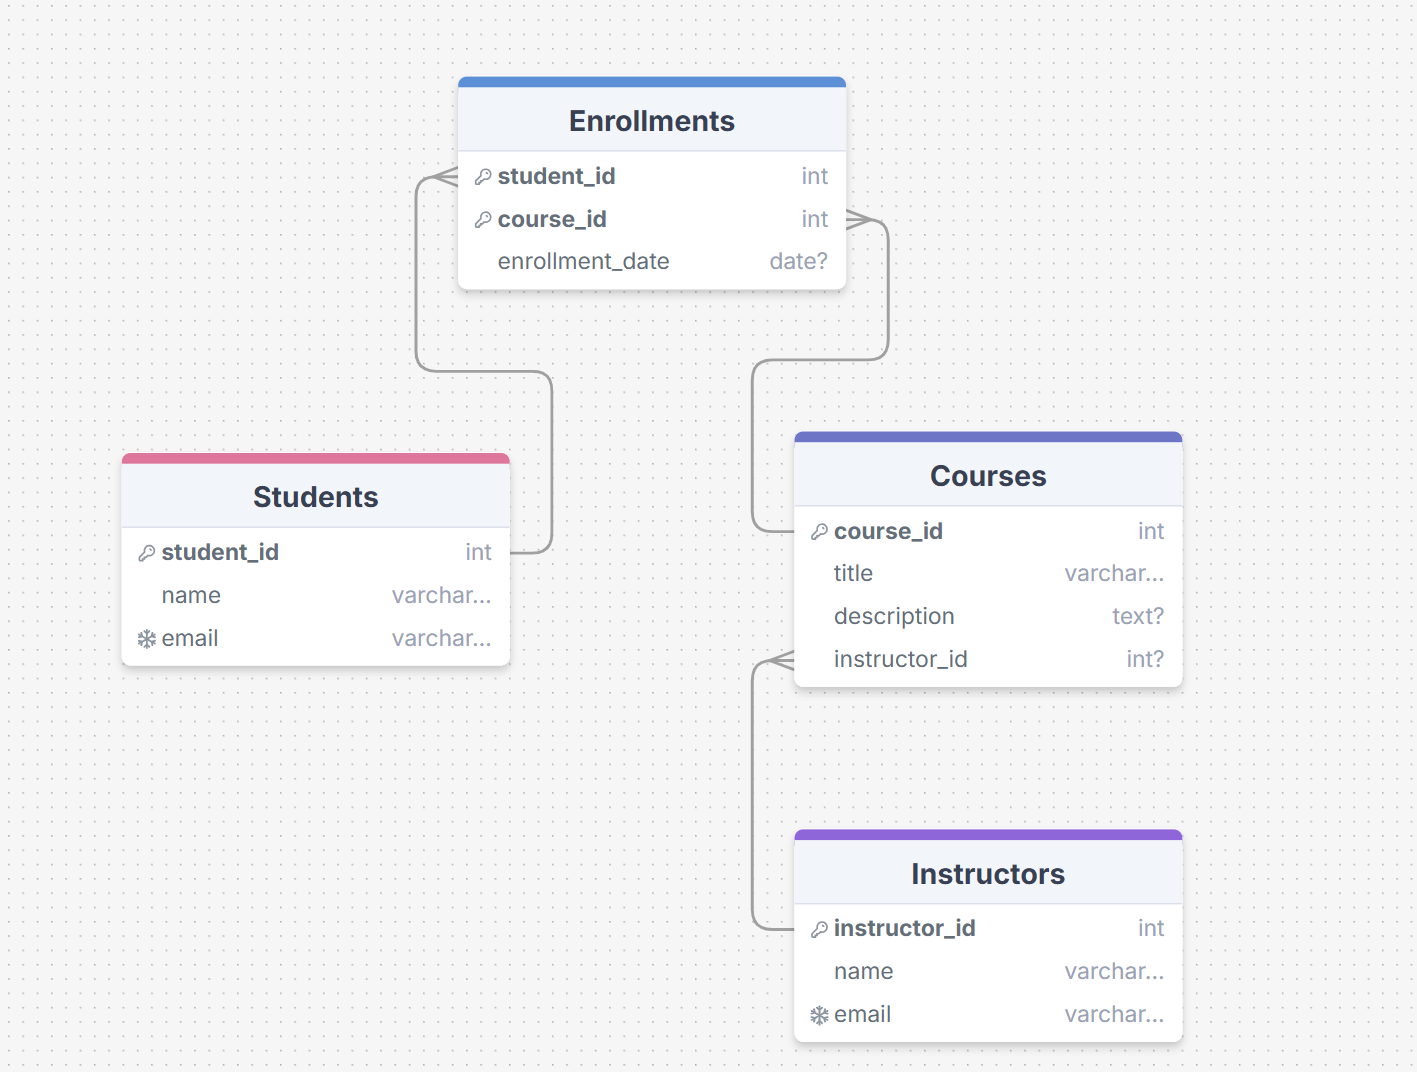 Enrollments
student_id int
course_id int
enrollment_date date?
Students
student_id int
name varchar...
email varchar...
Courses
course_id int
title varchar...
description text?
instructor_id int?
Instructors
instructor_id int
name varchar...
email varchar...